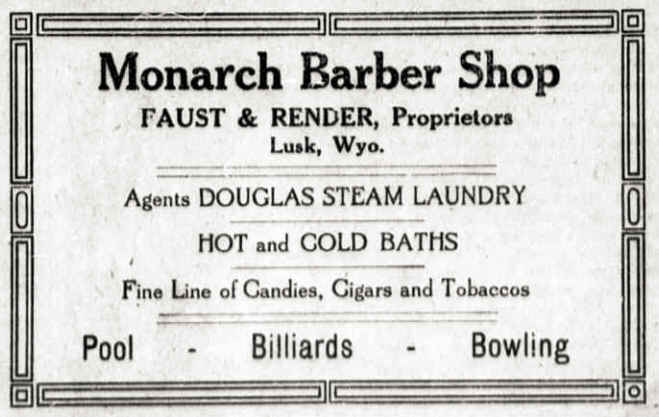 Monarch Barber Shop
FAUST & RENDER, Proprietors
Lusk, Wyo.
Agents DOUGLAS STEAM LAUNDRY
HOT and COLD BATHS
Fine Line of Candies, Cigars and Tobaccos
Pool - Billiards - Bowling